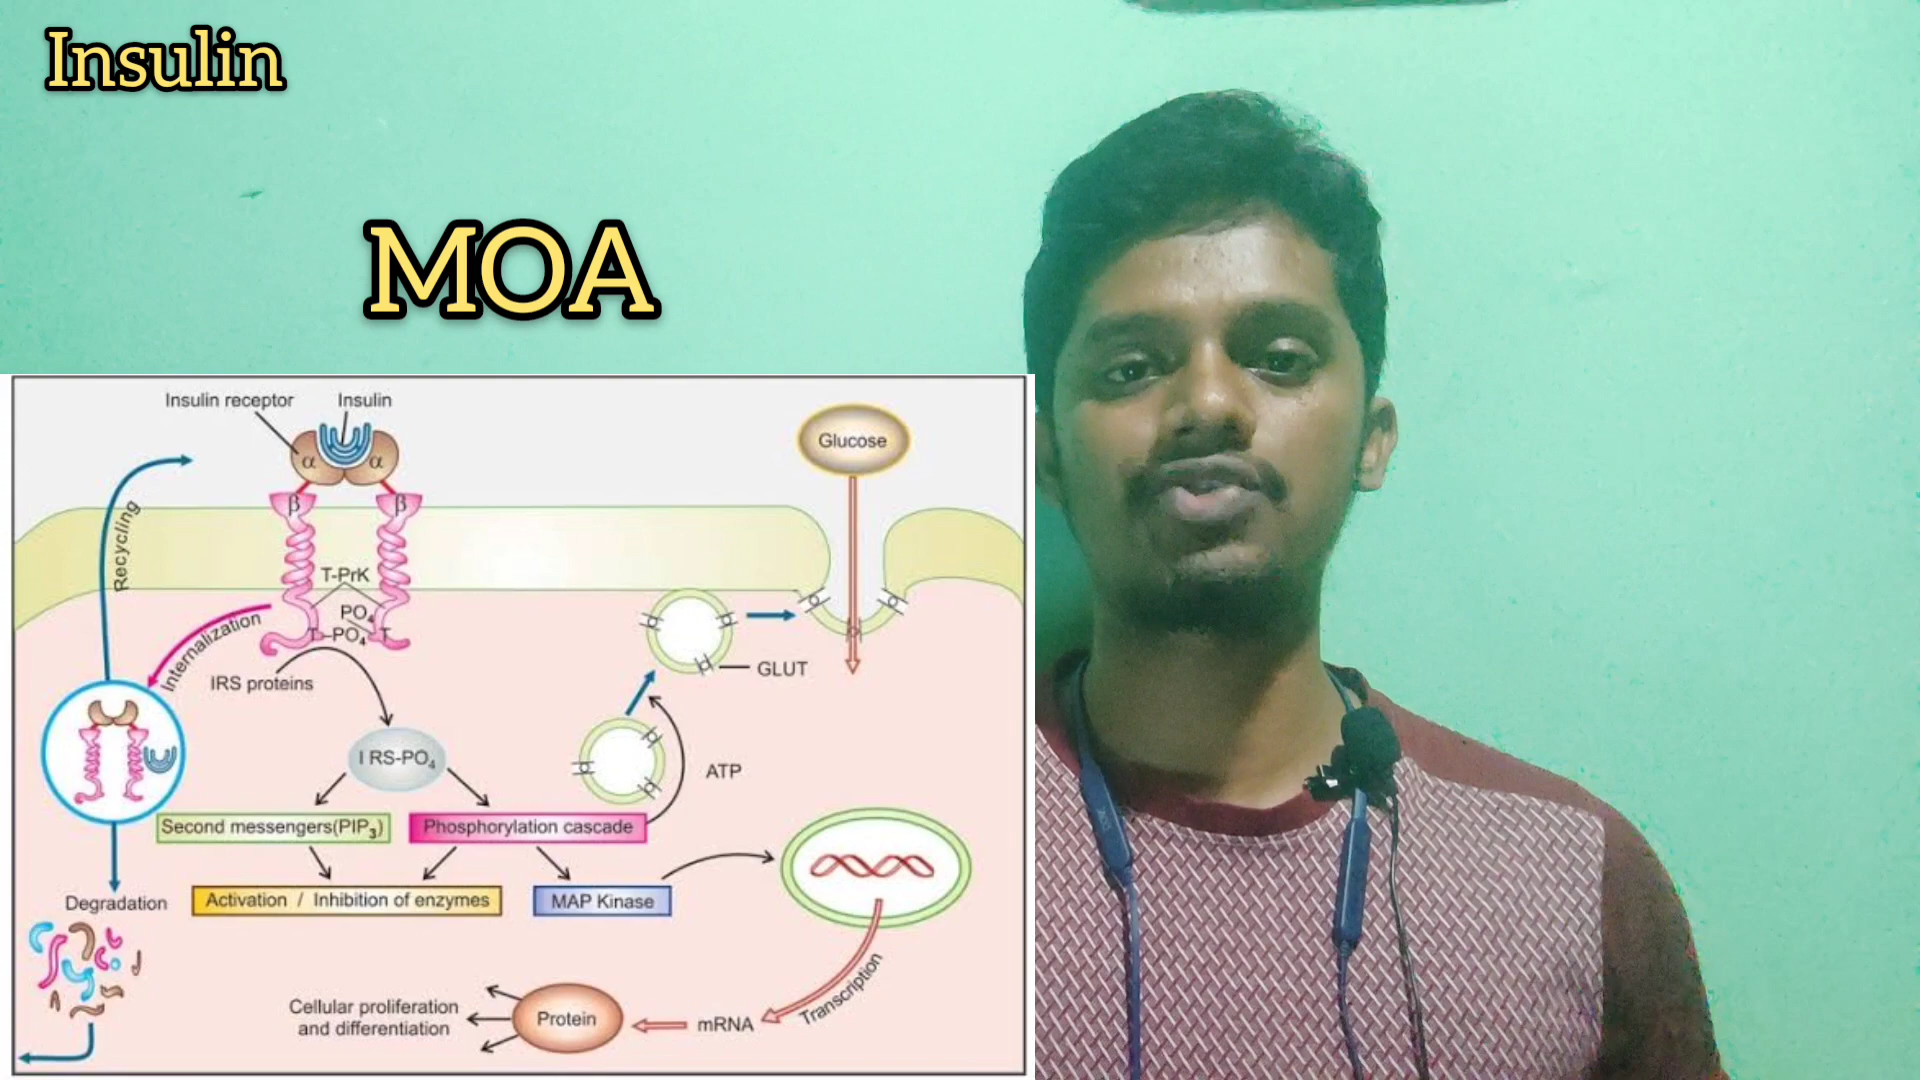 Insulin
MOA
Insulin receptor
Insulin
α
α
β
β
Glucose
Recycling
T-PrK
PO4
T-PO4 T
Internalization
IRS proteins
GLUT
I RS-PO4
ATP
Second messengers(PIP3)
Phosphorylation cascade
Activation / Inhibition of enzymes
MAP Kinase
Degradation
Transcription
Cellular proliferation
and differentiation
Protein
mRNA